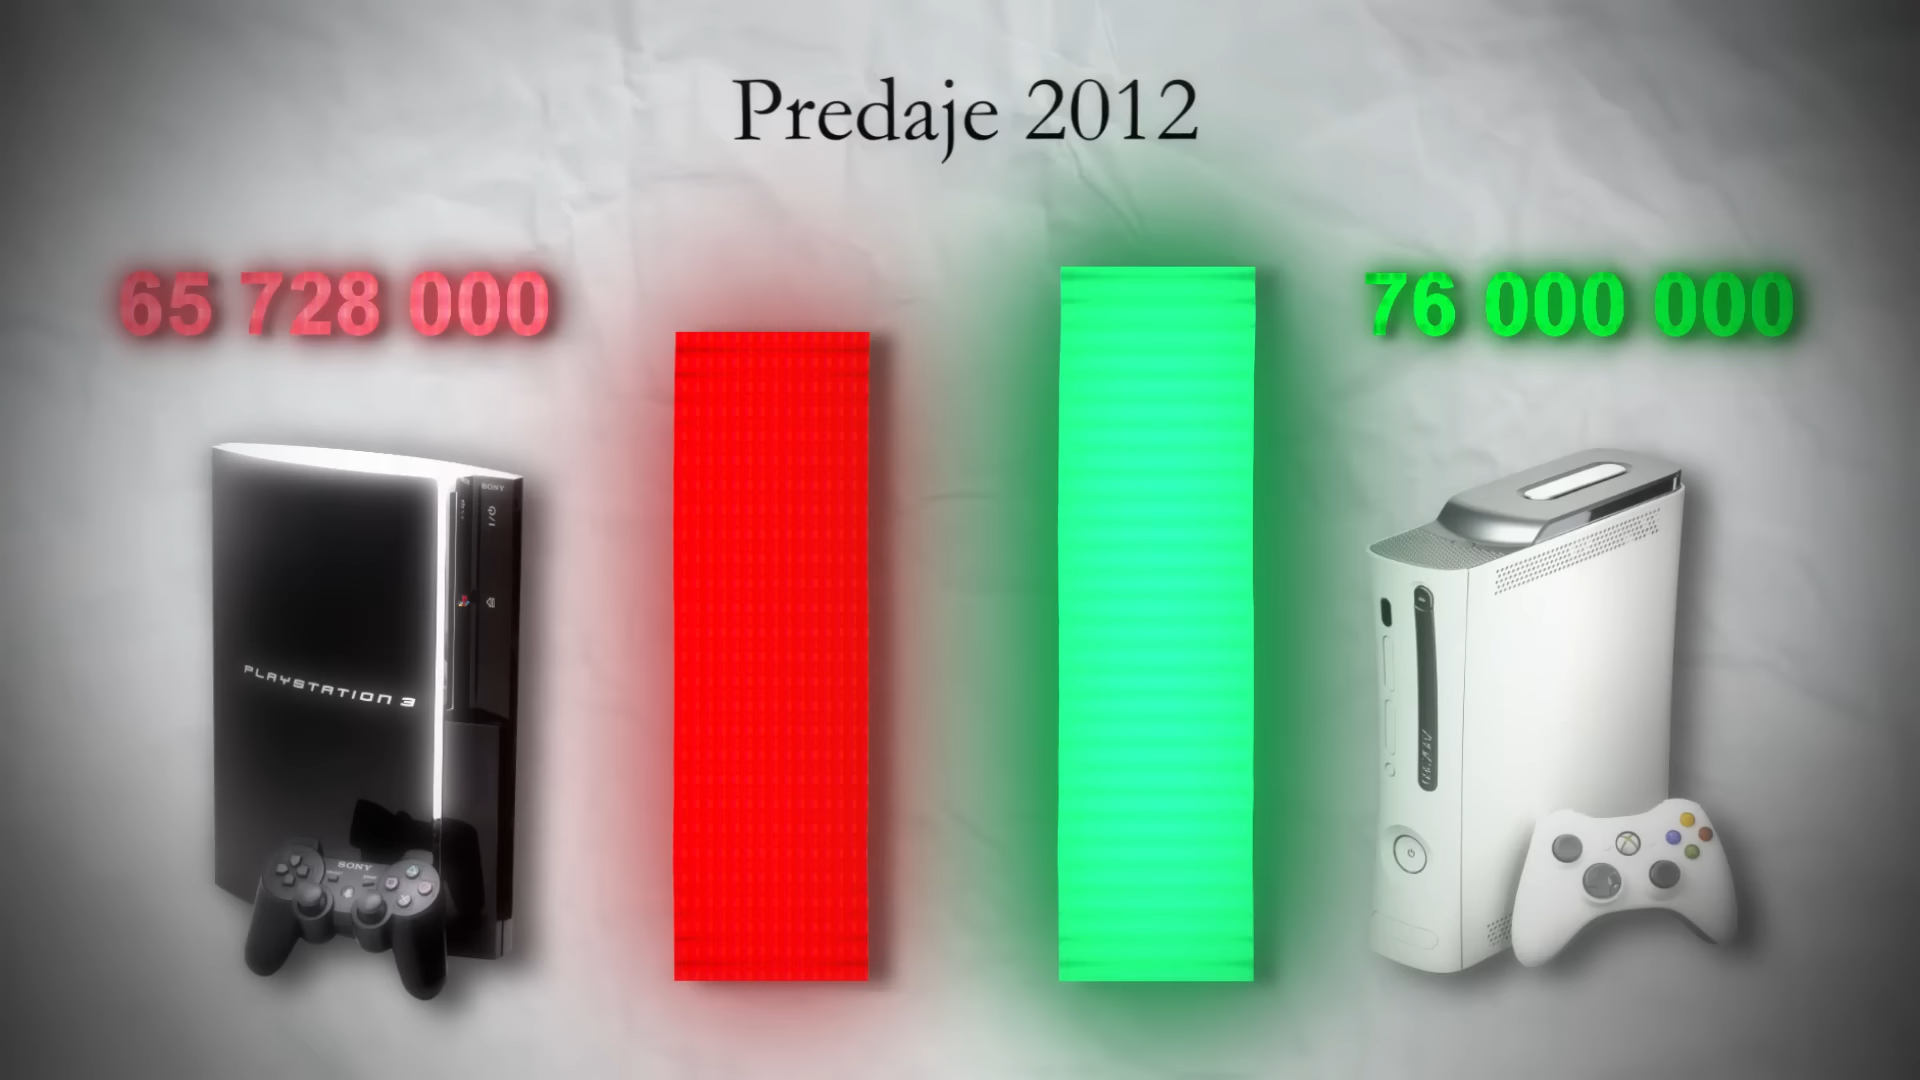 Predaje 2012
65 728 000
76 000 000
SONY
PLAYSTATION 3
SONY